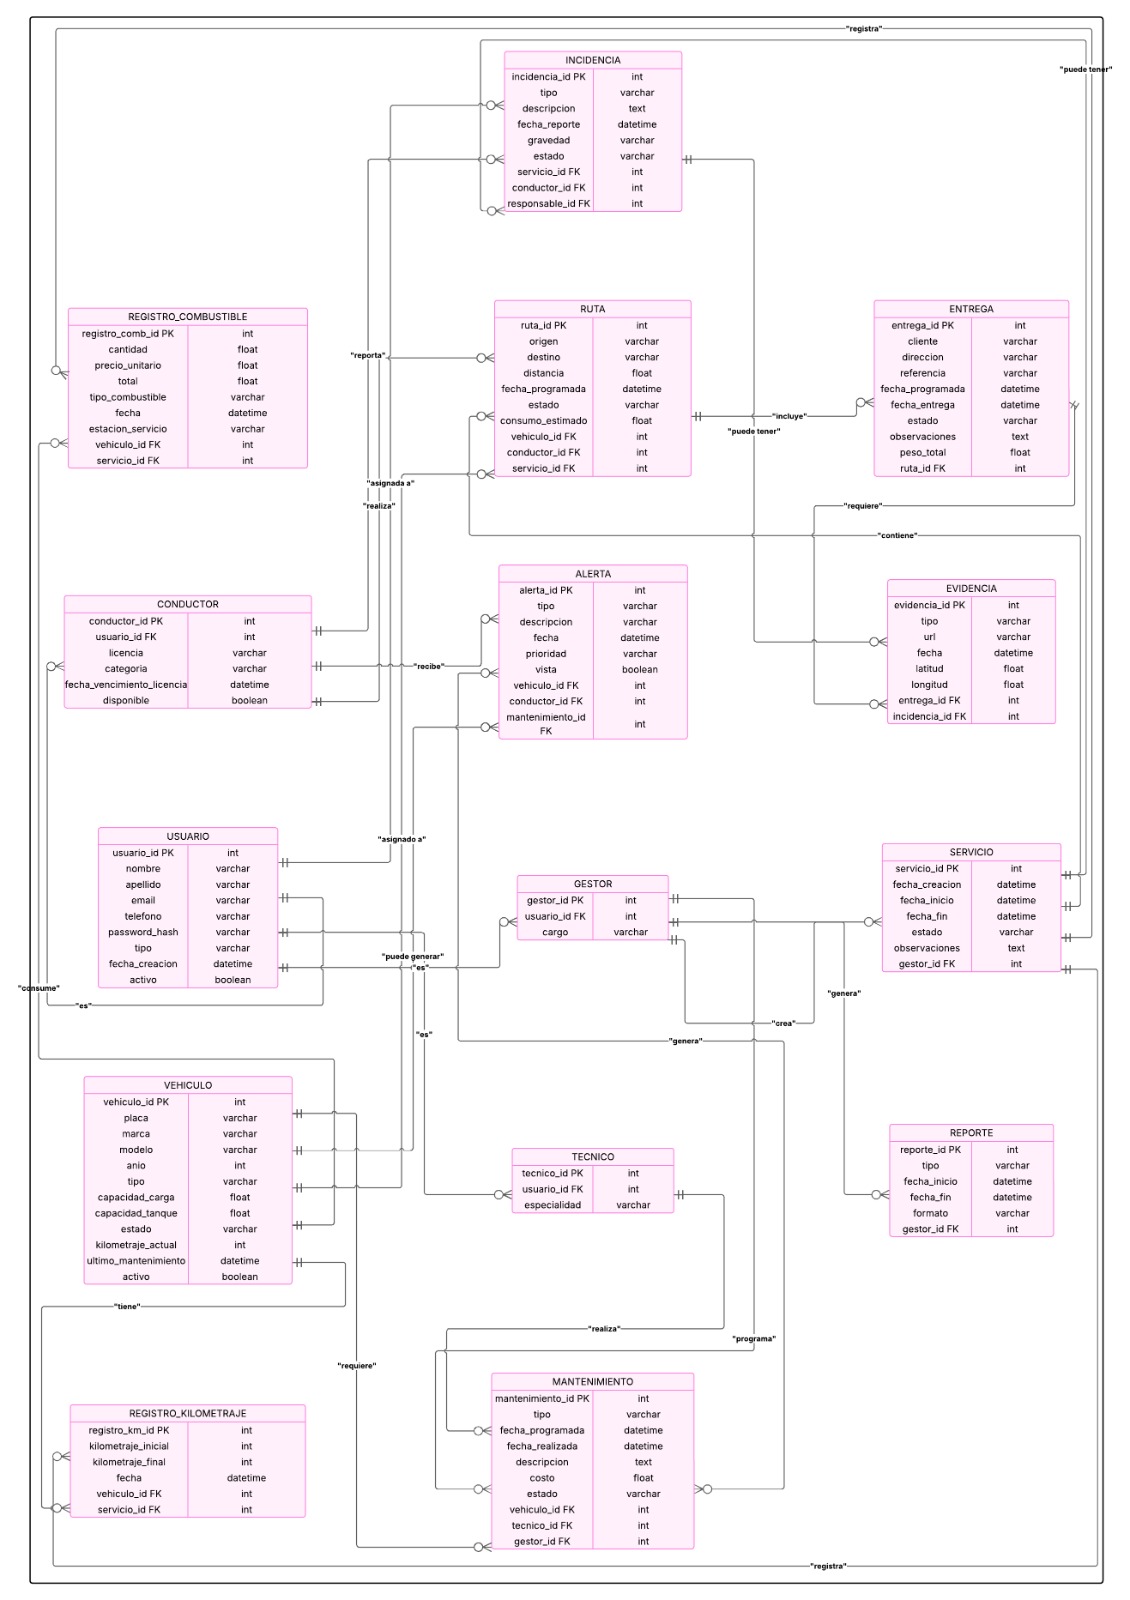 "registra"
"puede tener"
INCIDENCIA
incidencia_id PK int
tipo varchar
descripcion text
fecha_reporte datetime
gravedad varchar
estado varchar
servicio_id FK int
conductor_id FK int
responsable_id FK int
REGISTRO_COMBUSTIBLE
registro_comb_id PK int
cantidad float
precio_unitario float
total float
tipo_combustible varchar
fecha datetime
estacion_servicio varchar
vehiculo_id FK int
servicio_id FK int
RUTA
ruta_id PK int
origen varchar
destino varchar
distancia float
fecha_programada datetime
estado varchar
consumo_estimado float
vehiculo_id FK int
conductor_id FK int
servicio_id FK int
ENTREGA
entrega_id PK int
cliente varchar
direccion varchar
referencia varchar
fecha_programada datetime
fecha_entrega datetime
estado varchar
observaciones text
peso_total float
ruta_id FK int
"reporta"
"incluye"
"puede tener"
"asignada a"
"realiza"
"requiere"
"contiene"
CONDUCTOR
conductor_id PK int
usuario_id FK int
licencia varchar
categoria varchar
fecha_vencimiento_licencia datetime
disponible boolean
"recibe"
ALERTA
alerta_id PK int
tipo varchar
descripcion varchar
fecha datetime
prioridad varchar
vista boolean
vehiculo_id FK int
conductor_id FK int
mantenimiento_id
FK int
EVIDENCIA
evidencia_id PK int
tipo varchar
url varchar
fecha datetime
latitud float
longitud float
entrega_id FK int
incidencia_id FK int
USUARIO
usuario_id PK int
nombre varchar
apellido varchar
email varchar
telefono varchar
password_hash varchar
tipo varchar
fecha_creacion datetime
activo boolean
"asignado a"
GESTOR
gestor_id PK int
usuario_id FK int
cargo varchar
SERVICIO
servicio_id PK int
fecha_creacion datetime
fecha_inicio datetime
fecha_fin datetime
estado varchar
observaciones text
gestor_id FK int
"puede generar"
"es"
"consume"
"es"
"genera"
"crea"
"es"
"genera"
VEHICULO
vehiculo_id PK int
placa varchar
marca varchar
modelo varchar
anio int
tipo varchar
capacidad_carga float
capacidad_tanque float
estado varchar
kilometraje_actual int
ultimo_mantenimiento datetime
activo boolean
TECNICO
tecnico_id PK int
usuario_id FK int
especialidad varchar
REPORTE
reporte_id PK int
tipo varchar
fecha_inicio datetime
fecha_fin datetime
formato varchar
gestor_id FK int
"tiene"
"realiza"
"programa"
"requiere"
REGISTRO_KILOMETRAJE
registro_km_id PK int
kilometraje_inicial int
kilometraje_final int
fecha datetime
vehiculo_id FK int
servicio_id FK int
MANTENIMIENTO
mantenimiento_id PK int
tipo varchar
fecha_programada datetime
fecha_realizada datetime
descripcion text
costo float
estado varchar
vehiculo_id FK int
tecnico_id FK int
gestor_id FK int
"registra"